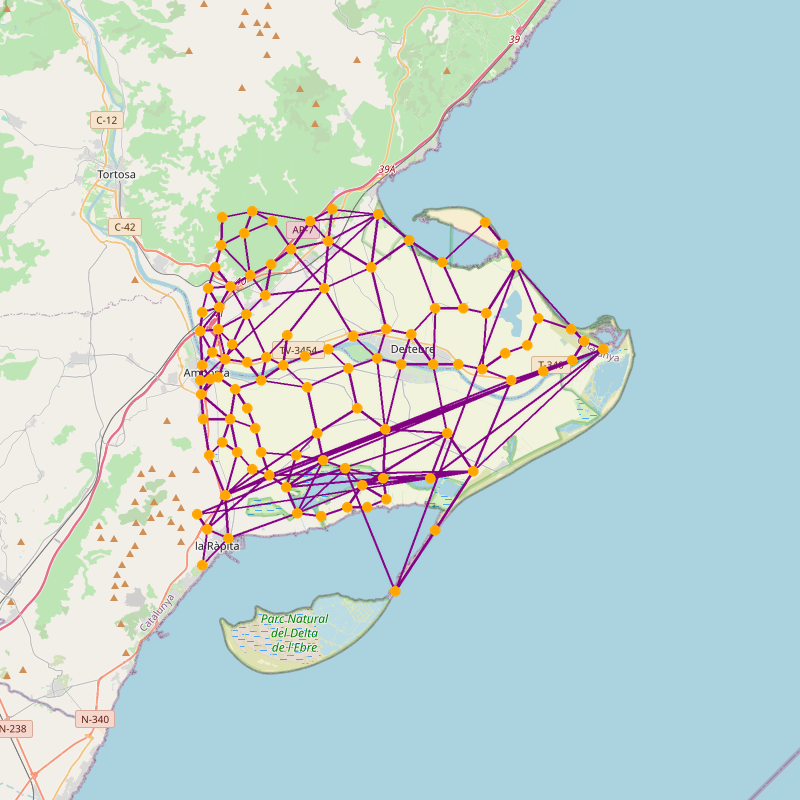 39
C-12
39A
Tortosa
C-42
AP-7
40
TV-3454
Deltebre
T-340
Amposta
la Ràpita
Catalunya
Parc Natural
del Delta
de l'Ebre
N-340
N-238